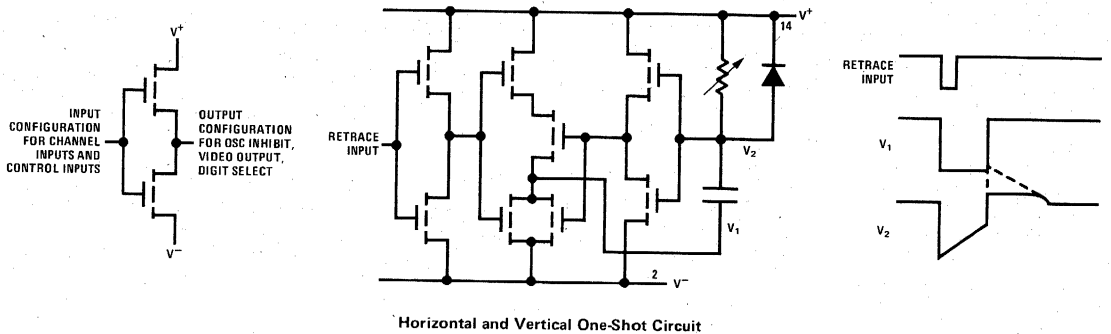 V+
INPUT
CONFIGURATION
FOR CHANNEL
INPUTS AND
CONTROL INPUTS
OUTPUT
CONFIGURATION
FOR OSC INHIBIT,
VIDEO OUTPUT,
DIGIT SELECT
V−
RETRACE
INPUT
14
V+
V2
V1
2
V−
RETRACE
INPUT
V1
V2
Horizontal and Vertical One-Shot Circuit